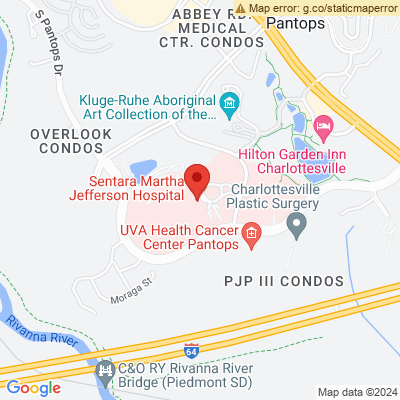 Map error: g.co/staticmaperror
ABBEY RD.
MEDICAL
CTR. CONDOS
Pantops
S Pantops Dr
Kluge-Ruhe Aboriginal
Art Collection of the...
OVERLOOK
CONDOS
Hilton Garden Inn
Charlottesville
Sentara Martha
Jefferson Hospital
Charlottesville
Plastic Surgery
UVA Health Cancer
Center Pantops
PJP III CONDOS
Moraga St
Rivanna River
64
C&O RY Rivanna River
Bridge (Piedmont SD)
Google
Map data ©2024